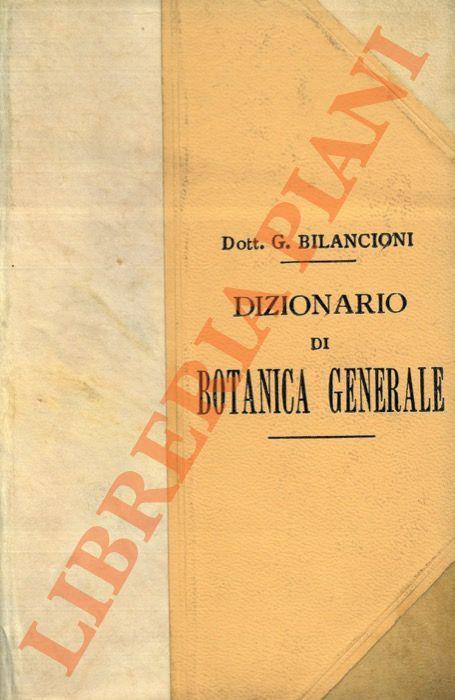 Dott. G. BILANCIONI
DIZIONARIO
DI
BOTANICA GENERALE
LIBRERIA PIANI